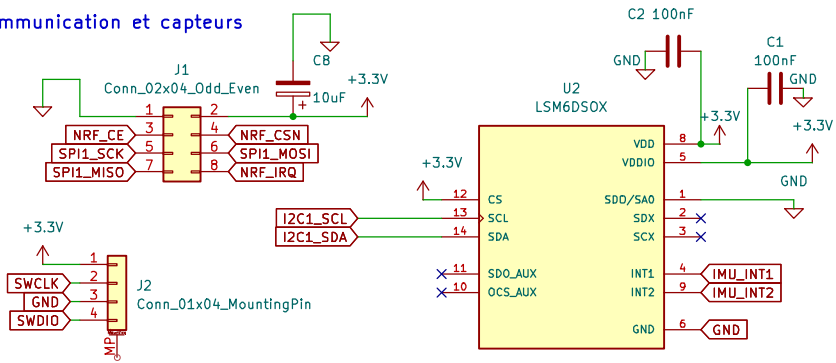 mmunication et capteurs
J1
Conn_02x04_Odd_Even
1 2
NRF_CE 3 4 NRF_CSN
SPI1_SCK 5 6 SPI1_MOSI
SPI1_MISO 7 8 NRF_IRQ
C8
10uF
+3.3V
+3.3V
1
SWCLK 2
GND 3
SWDIO 4
MP
J2
Conn_01x04_MountingPin
C2 100nF
GND
C1
100nF
GND
+3.3V
+3.3V
U2
LSM6DSOX
VDD 8
VDDIO 5
+3.3V
GND
12 CS
SDO/SA0 1
I2C1_SCL 13 SCL
SDX 2
I2C1_SDA 14 SDA
SCX 3
11 SDO_AUX
INT1 4 IMU_INT1
10 OCS_AUX
INT2 9 IMU_INT2
GND 6 GND